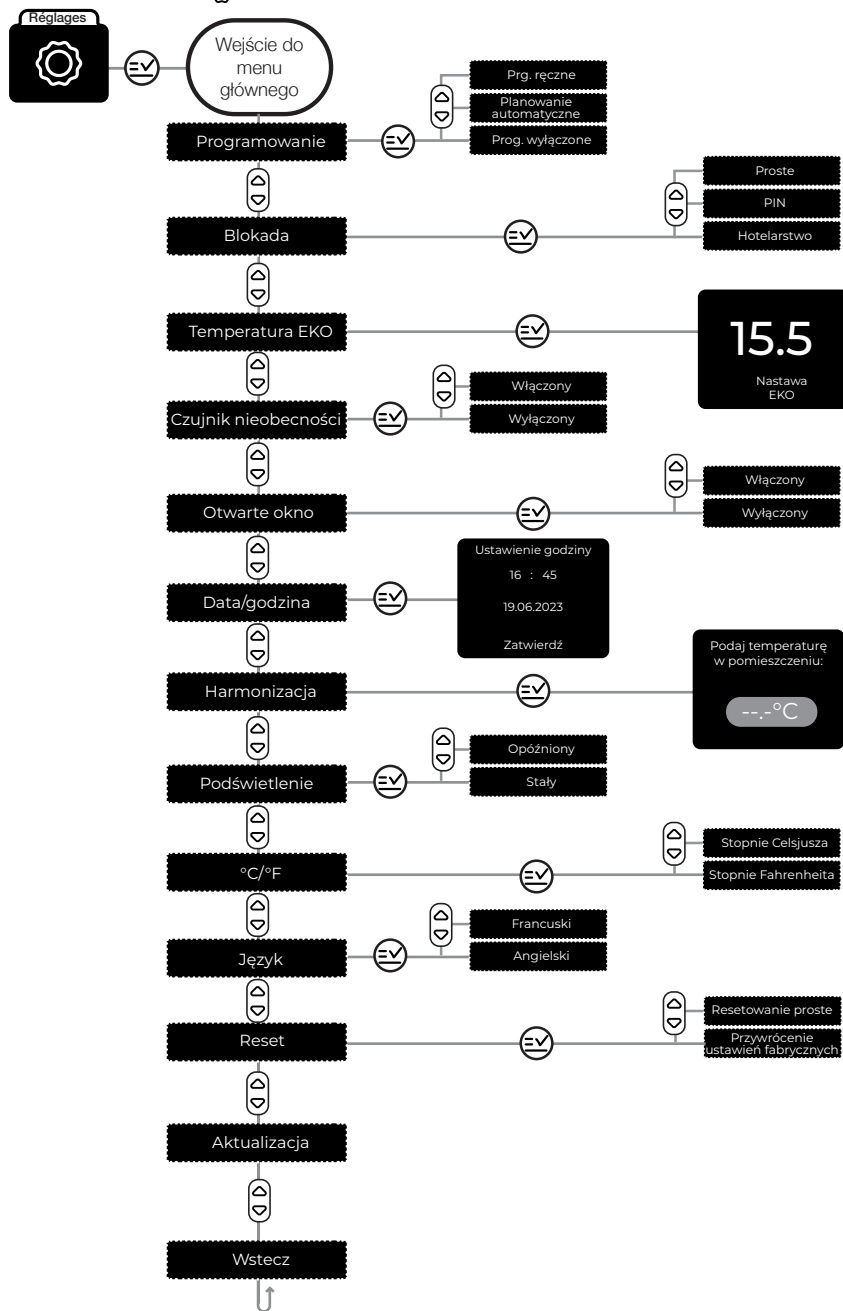 Réglages
Wejście do
menu
głównego
Prg. ręczne
Planowanie
automatyczne
Prog. wyłączone
Programowanie
Proste
PIN
Hotelarstwo
Blokada
Temperatura EKO
15.5
Nastawa
EKO
Włączony
Wyłączony
Czujnik nieobecności
Włączony
Wyłączony
Otwarte okno
Ustawienie godziny
16 : 45
19.06.2023
Zatwierdź
Data/godzina
Podaj temperaturę
w pomieszczeniu:
--.-°C
Harmonizacja
Opóźniony
Stały
Podświetlenie
Stopnie Celsjusza
Stopnie Fahrenheita
°C/°F
Francuski
Angielski
Język
Resetowanie proste
Przywrócenie
ustawień fabrycznych
Reset
Aktualizacja
Wstecz